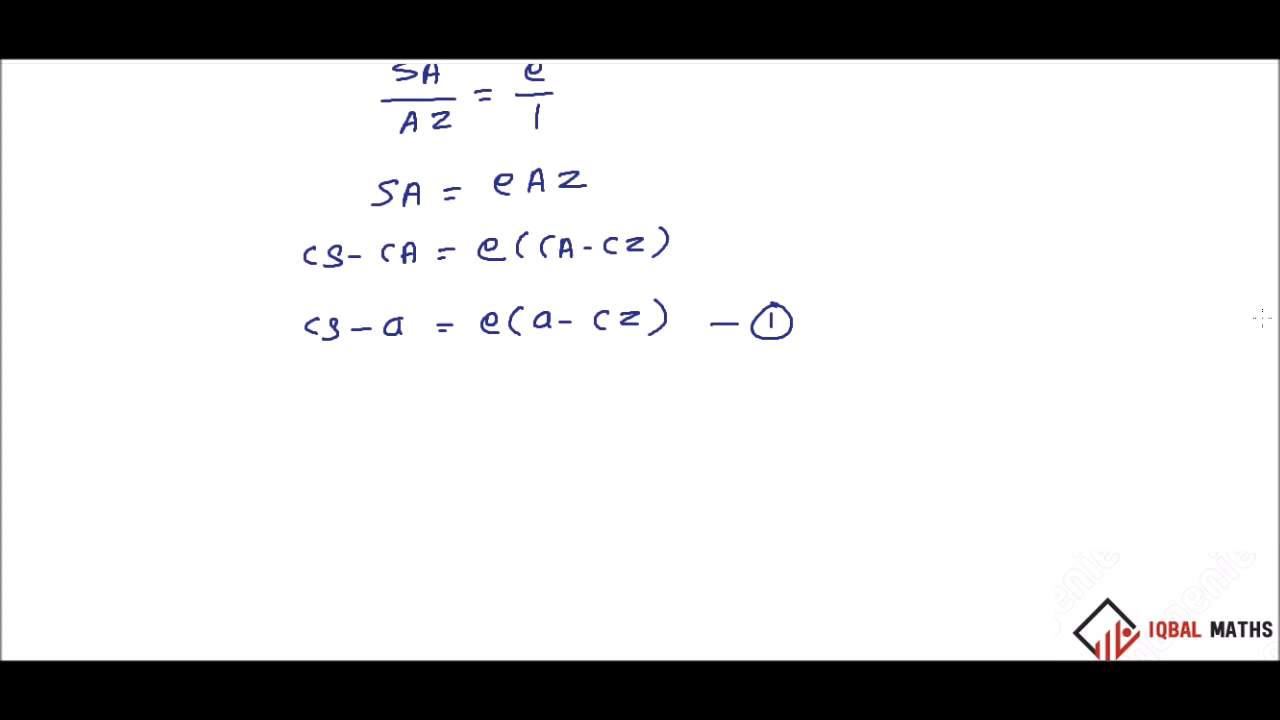 SA/AZ = e/1
SA = eAZ
CS - CA = e(CA - CZ)
CS - a = e(a - CZ) — ①
IQBAL MATHS